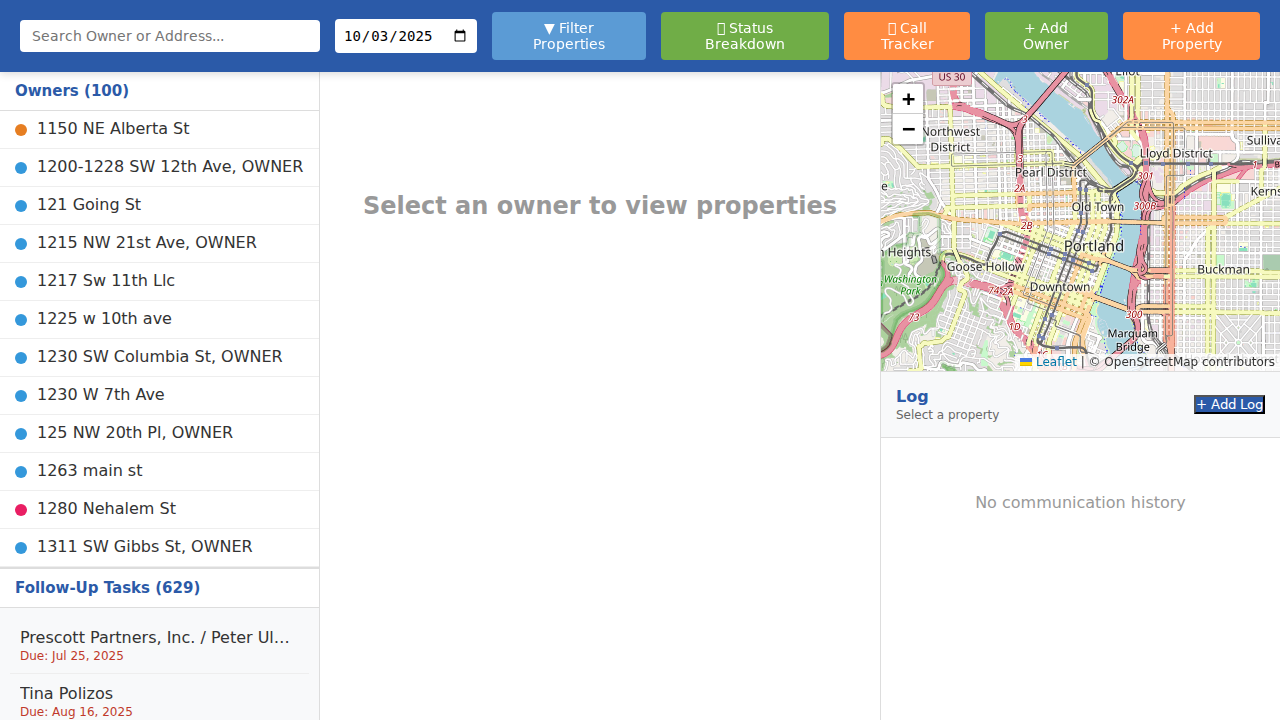 Search Owner or Address...
10/03/2025
▼ Filter Properties
Status Breakdown
Call Tracker
+ Add Owner
+ Add Property
Owners (100)
1150 NE Alberta St
1200-1228 SW 12th Ave, OWNER
121 Going St
1215 NW 21st Ave, OWNER
1217 Sw 11th Llc
1225 w 10th ave
1230 SW Columbia St, OWNER
1230 W 7th Ave
125 NW 20th Pl, OWNER
1263 main st
1280 Nehalem St
1311 SW Gibbs St, OWNER
Follow-Up Tasks (629)
Prescott Partners, Inc. / Peter Ul...
Due: Jul 25, 2025
Tina Polizos
Due: Aug 16, 2025
Select an owner to view properties
+
−
US 30
302A
Northwest District
Lloyd District
Pearl District
3
301
1
2A
Old Town
300B
2B
Portland
Goose Hollow
Buckman
Washington Park
Downtown
74
2A
73
1D
300
Marquam Bridge
Leaflet | © OpenStreetMap contributors
Log
Select a property
+ Add Log
No communication history